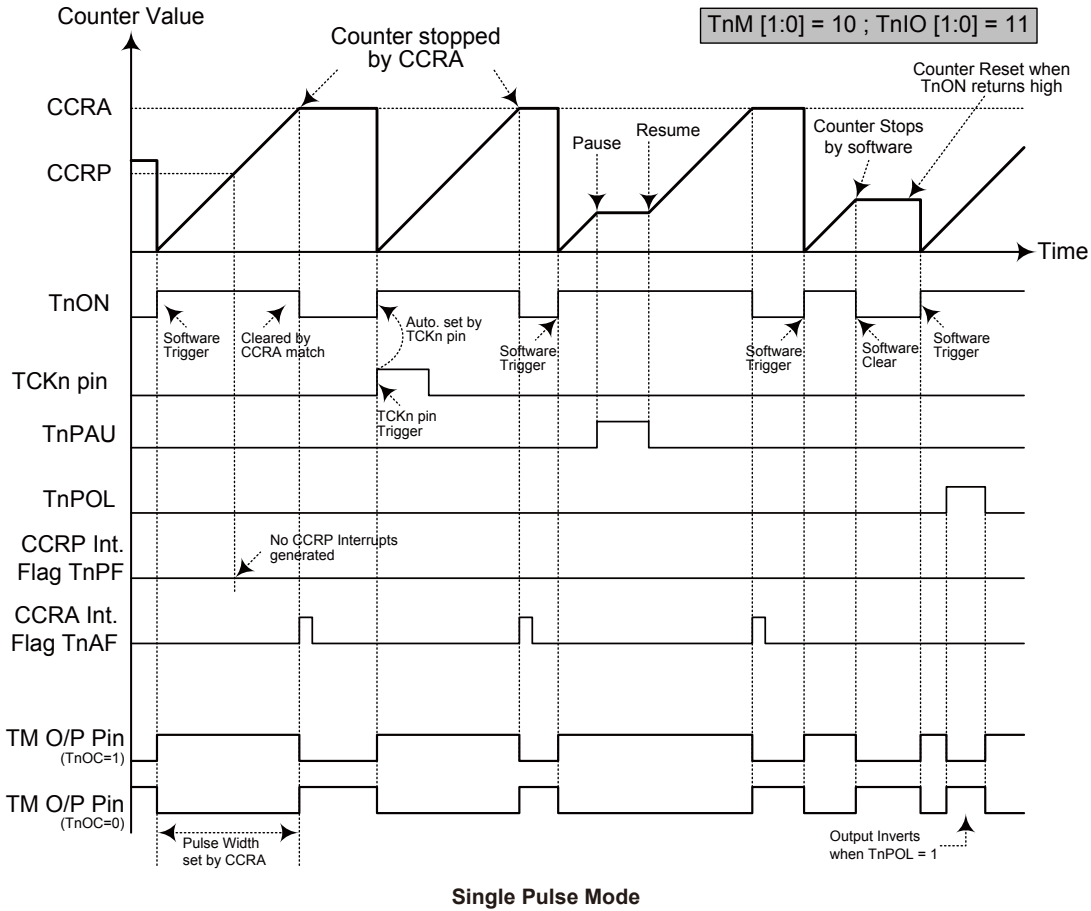 Counter Value
TnM [1:0] = 10 ; TnIO [1:0] = 11
Counter stopped
by CCRA
Counter Reset when
TnON returns high
CCRA
Counter Stops
by software
Pause
Resume
CCRP
Time
TnON
Software
Trigger
Cleared by
CCRA match
Auto. set by
TCKn pin
Software
Trigger
Software
Trigger
Software
Clear
Software
Trigger
TCKn pin
TCKn pin
Trigger
TnPAU
TnPOL
No CCRP Interrupts
generated
CCRP Int.
Flag TnPF
CCRA Int.
Flag TnAF
TM O/P Pin
(TnOC=1)
TM O/P Pin
(TnOC=0)
Pulse Width
set by CCRA
Output Inverts
when TnPOL = 1
Single Pulse Mode